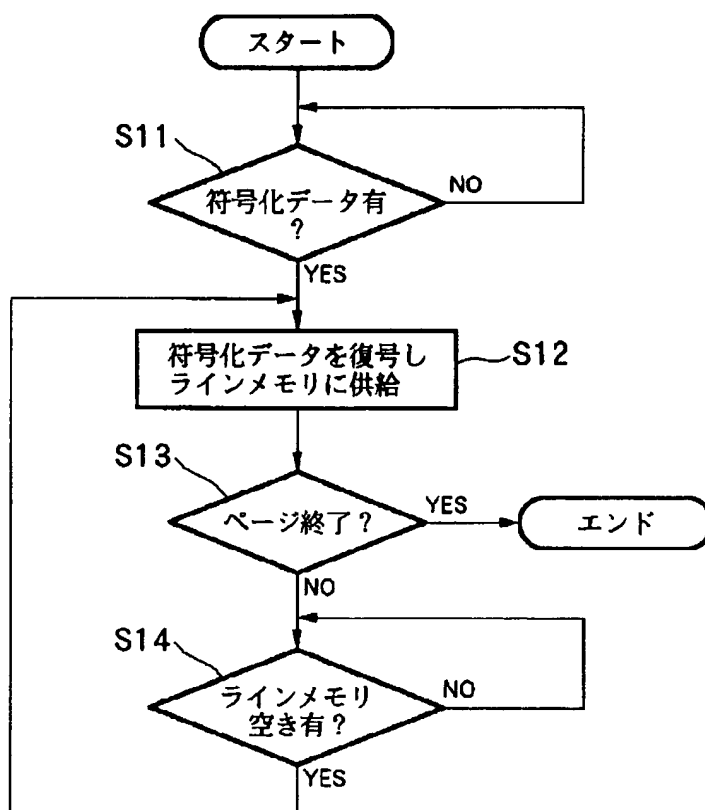 スタート
S11
符号化データ有
?
NO
YES
符号化データを復号し
ラインメモリに供給
S12
S13
ページ終了?
YES
エンド
NO
S14
ラインメモリ
空き有?
NO
YES